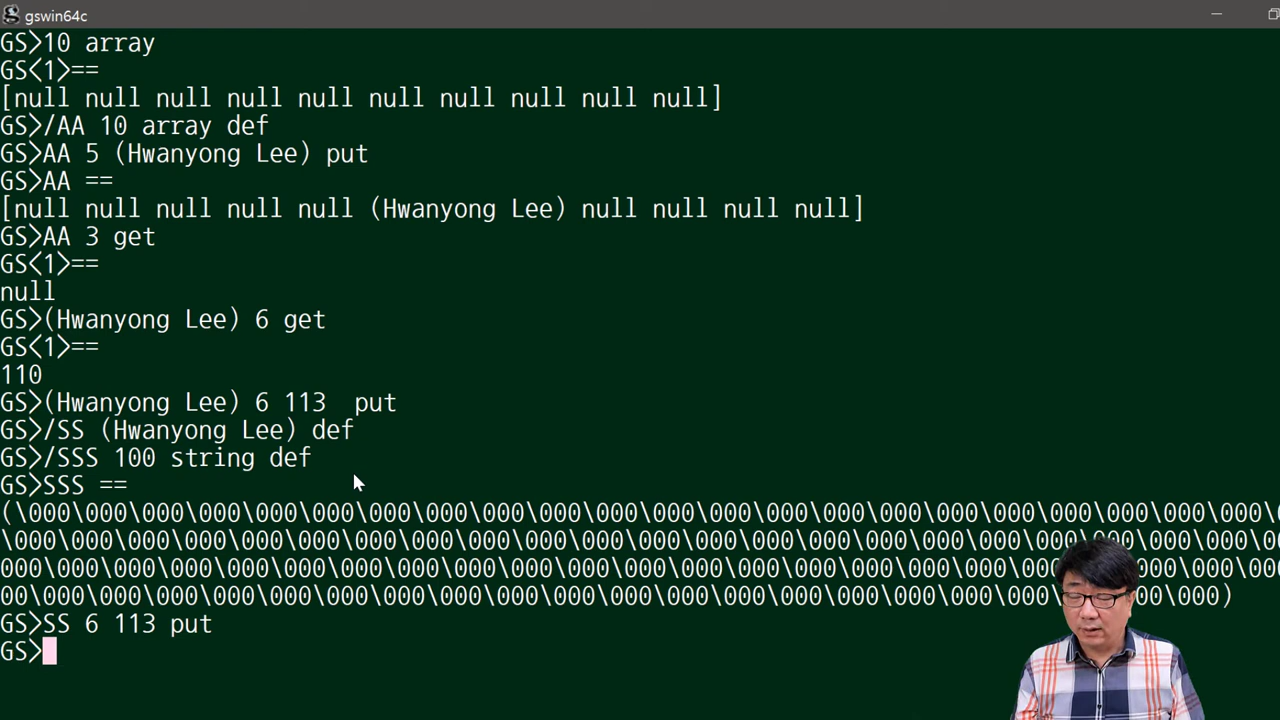 gswin64c
GS>10 array
GS<1>==
[null null null null null null null null null null]
GS>/AA 10 array def
GS>AA 5 (Hwanyong Lee) put
GS>AA ==
[null null null null null (Hwanyong Lee) null null null null]
GS>AA 3 get
GS<1>==
null
GS>(Hwanyong Lee) 6 get
GS<1>==
110
GS>(Hwanyong Lee) 6 113  put
GS>/SS (Hwanyong Lee) def
GS>/SSS 100 string def
GS>SSS ==
(\000\000\000\000\000\000\000\000\000\000\000\000\000\000\000\000\000\000\000\000\000\000\0
\000\000\000\000\000\000\000\000\000\000\000\000\000\000\000\000\000\000\000\000\000\000\0
000\000\000\000\000\000\000\000\000\000\000\000\000\000\000\000\000\000\000\000\000\000\000
00\000\000\000\000\000\000\000\000\000\000\000\000\000\000\000\000\000\000\000\000\000)
GS>SS 6 113 put
GS>